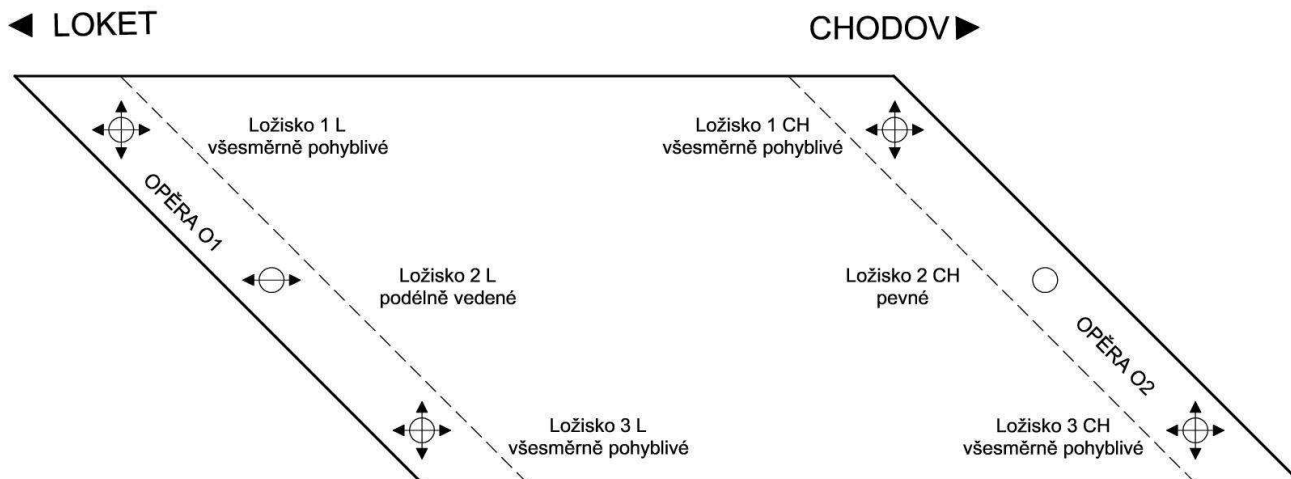 LOKET
CHODOV
Ložisko 1 L
všesměrně pohyblivé
Ložisko 1 CH
všesměrně pohyblivé
OPĚRA O1
Ložisko 2 L
podélně vedené
Ložisko 2 CH
pevné
OPĚRA O2
Ložisko 3 L
všesměrně pohyblivé
Ložisko 3 CH
všesměrně pohyblivé